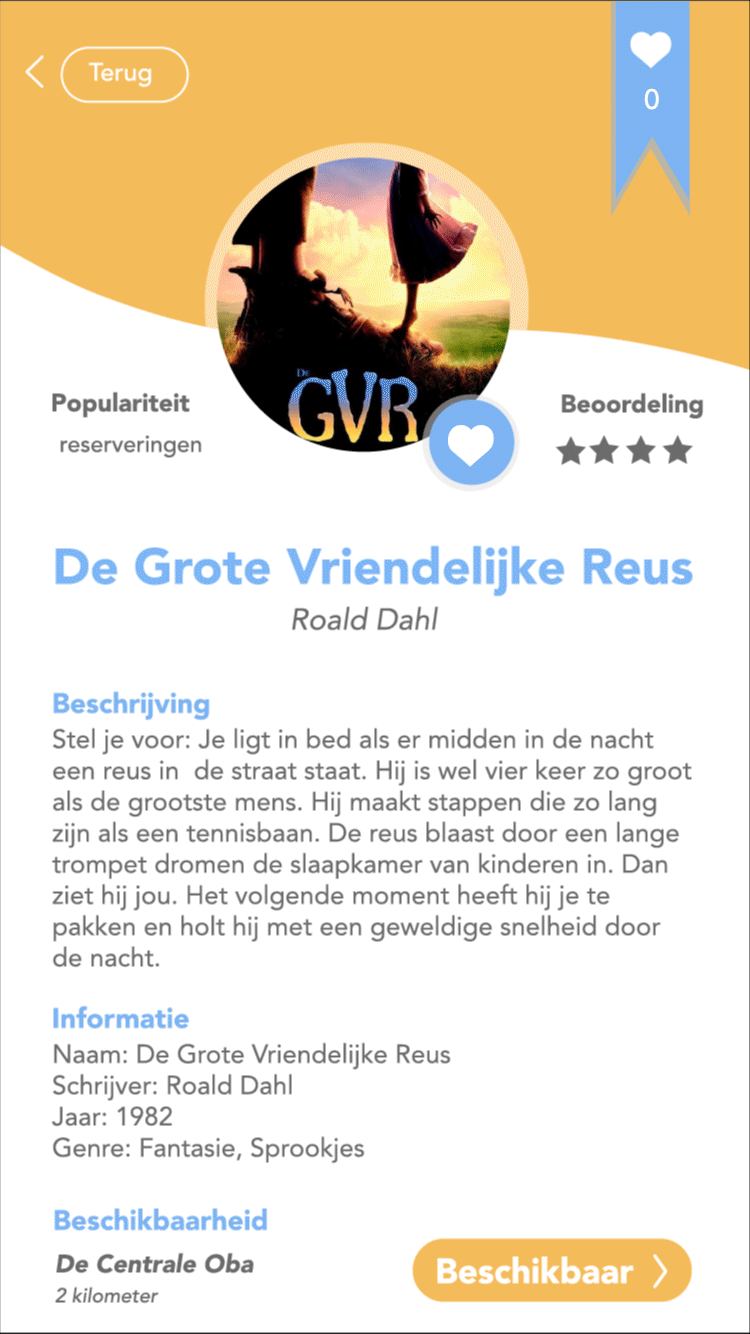 Terug
0
De
GVR
Populariteit
reserveringen
Beoordeling
De Grote Vriendelijke Reus
Roald Dahl
Beschrijving
Stel je voor: Je ligt in bed als er midden in de nacht
een reus in  de straat staat. Hij is wel vier keer zo groot
als de grootste mens. Hij maakt stappen die zo lang
zijn als een tennisbaan. De reus blaast door een lange
trompet dromen de slaapkamer van kinderen in. Dan
ziet hij jou. Het volgende moment heeft hij je te
pakken en holt hij met een geweldige snelheid door
de nacht.
Informatie
Naam: De Grote Vriendelijke Reus
Schrijver: Roald Dahl
Jaar: 1982
Genre: Fantasie, Sprookjes
Beschikbaarheid
De Centrale Oba
2 kilometer
Beschikbaar